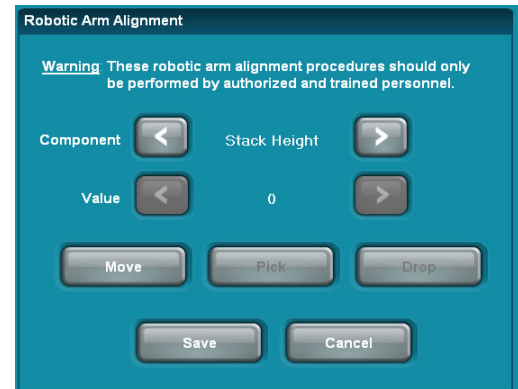 Robotic Arm Alignment
Warning: These robotic arm alignment procedures should only
be performed by authorized and trained personnel.
Component < Stack Height >
Value < 0 >
Move Pick Drop
Save Cancel